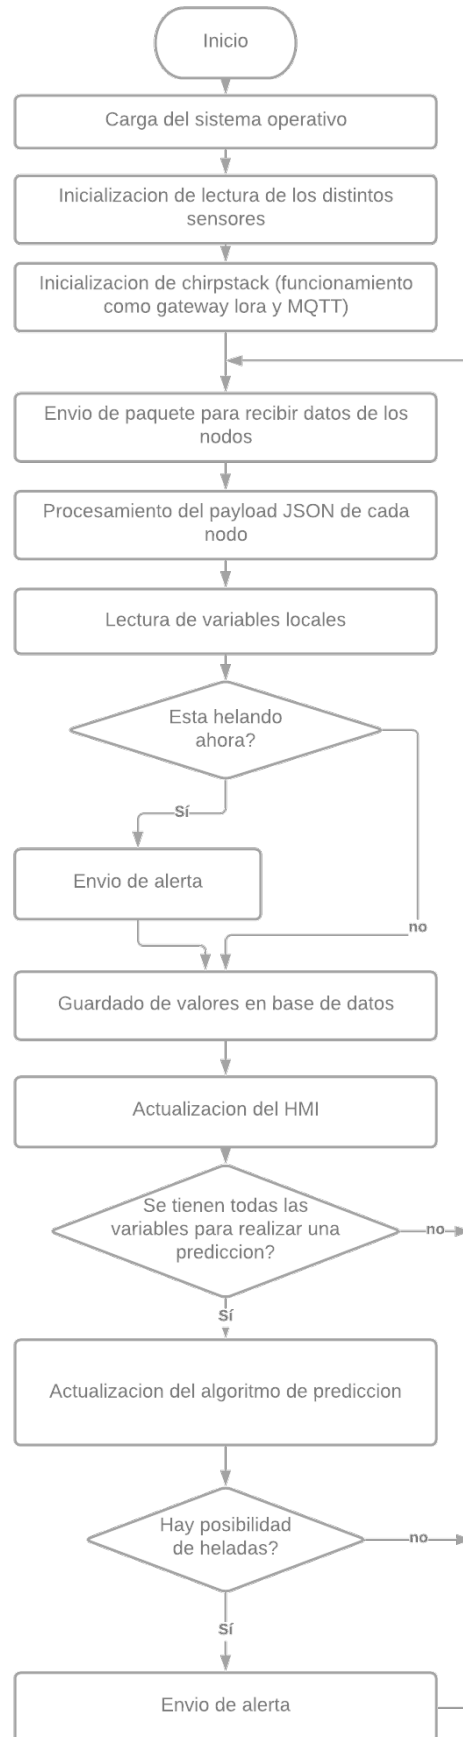 Inicio
Carga del sistema operativo
Inicializacion de lectura de los distintos
sensores
Inicializacion de chirpstack (funcionamiento
como gateway lora y MQTT)
Envio de paquete para recibir datos de los
nodos
Procesamiento del payload JSON de cada
nodo
Lectura de variables locales
Esta helando
ahora?
Sí
Envio de alerta
no
Guardado de valores en base de datos
Actualizacion del HMI
Se tienen todas las
variables para realizar una
prediccion?
no
Sí
Actualizacion del algoritmo de prediccion
Hay posibilidad
de heladas?
no
Sí
Envio de alerta